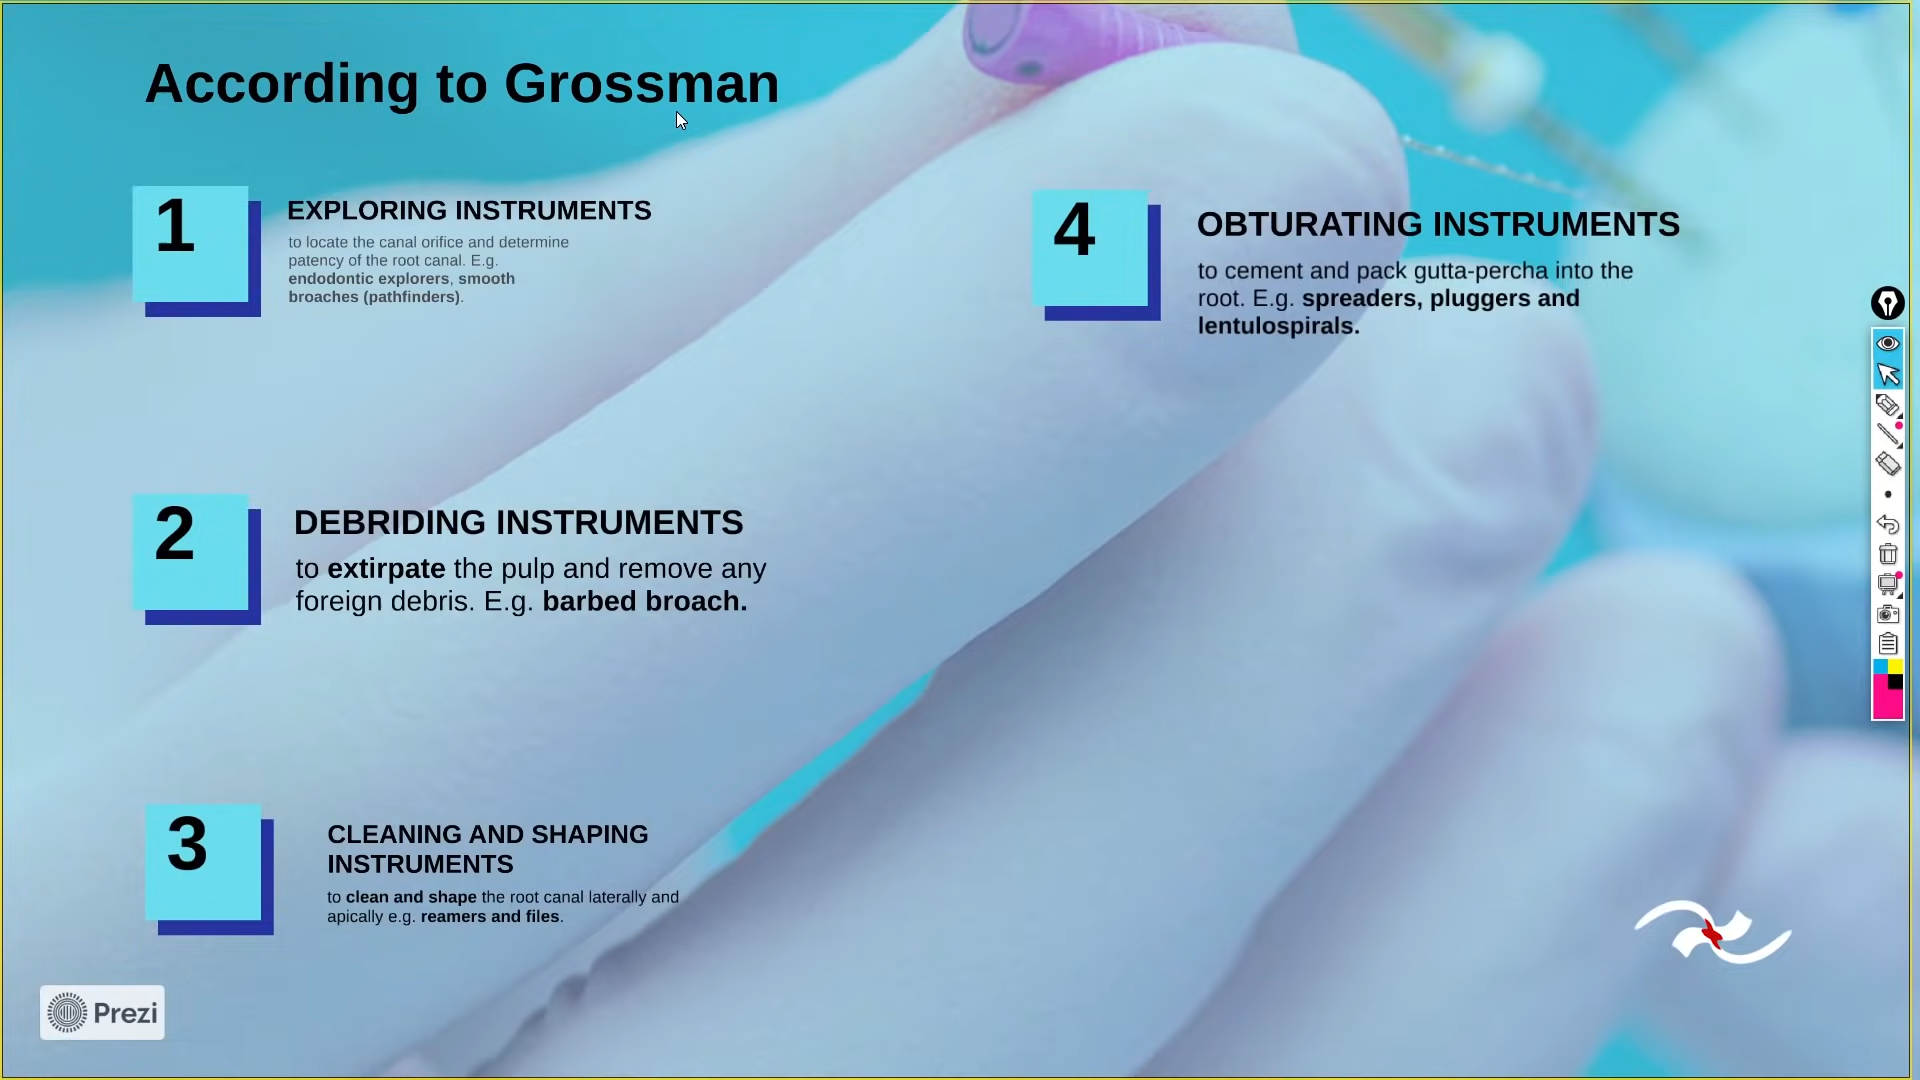 According to Grossman
1
EXPLORING INSTRUMENTS
to locate the canal orifice and determine
patency of the root canal. E.g.
endodontic explorers, smooth
broaches (pathfinders).
2
DEBRIDING INSTRUMENTS
to extirpate the pulp and remove any
foreign debris. E.g. barbed broach.
3
CLEANING AND SHAPING
INSTRUMENTS
to clean and shape the root canal laterally and
apically e.g. reamers and files.
4
OBTURATING INSTRUMENTS
to cement and pack gutta-percha into the
root. E.g. spreaders, pluggers and
lentulospirals.
Prezi